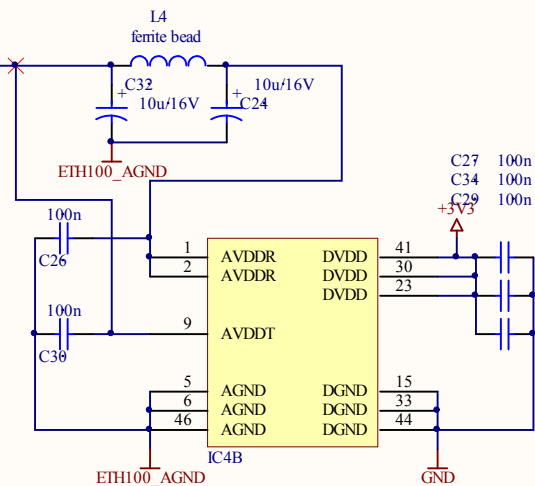 L4
ferrite bead
C32
10u/16V
10u/16V
C24
ETH100_AGND
C27 100n
C34 100n
C29 100n
+3V3
100n
C26
100n
C30
1 AVDDR DVDD 41
2 AVDDR DVDD 30
DVDD 23
9 AVDDT
5 AGND DGND 15
6 AGND DGND 33
46 AGND DGND 44
IC4B
ETH100_AGND
GND